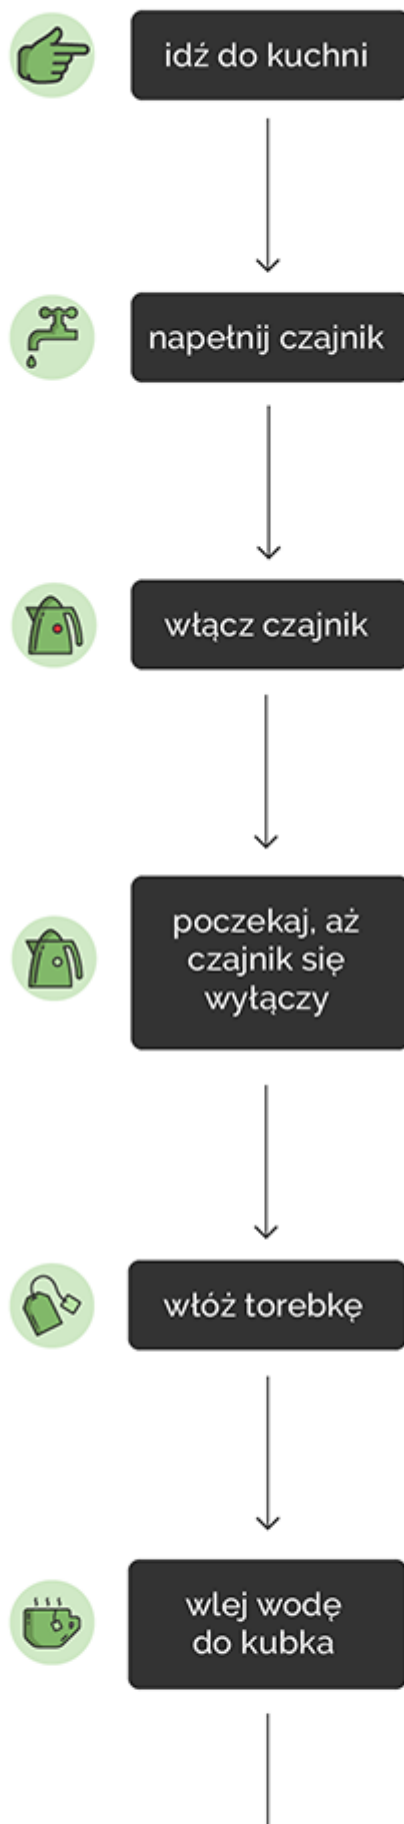 idź do kuchni
napełnij czajnik
włącz czajnik
poczekaj, aż
czajnik się
wyłączy
włóż torebkę
wlej wodę
do kubka